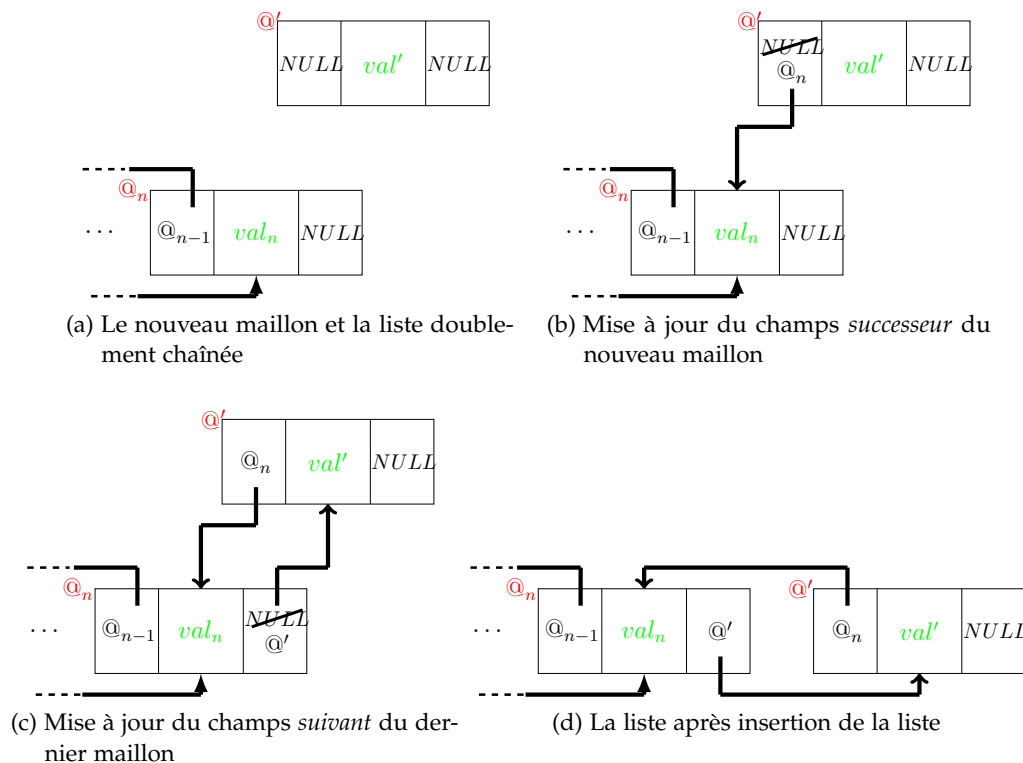 @′
NULL val′ NULL
@n
··· @n−1 valn NULL
(a) Le nouveau maillon et la liste double-
ment chaînée
@′
NULL
@n val′ NULL
@n
··· @n−1 valn NULL
(b) Mise à jour du champs successeur du
nouveau maillon
@′
@n val′ NULL
@n
··· @n−1 valn NULL
@′
(c) Mise à jour du champs suivant du der-
nier maillon
@n @′
··· @n−1 valn @′ @n val′ NULL
(d) La liste après insertion de la liste